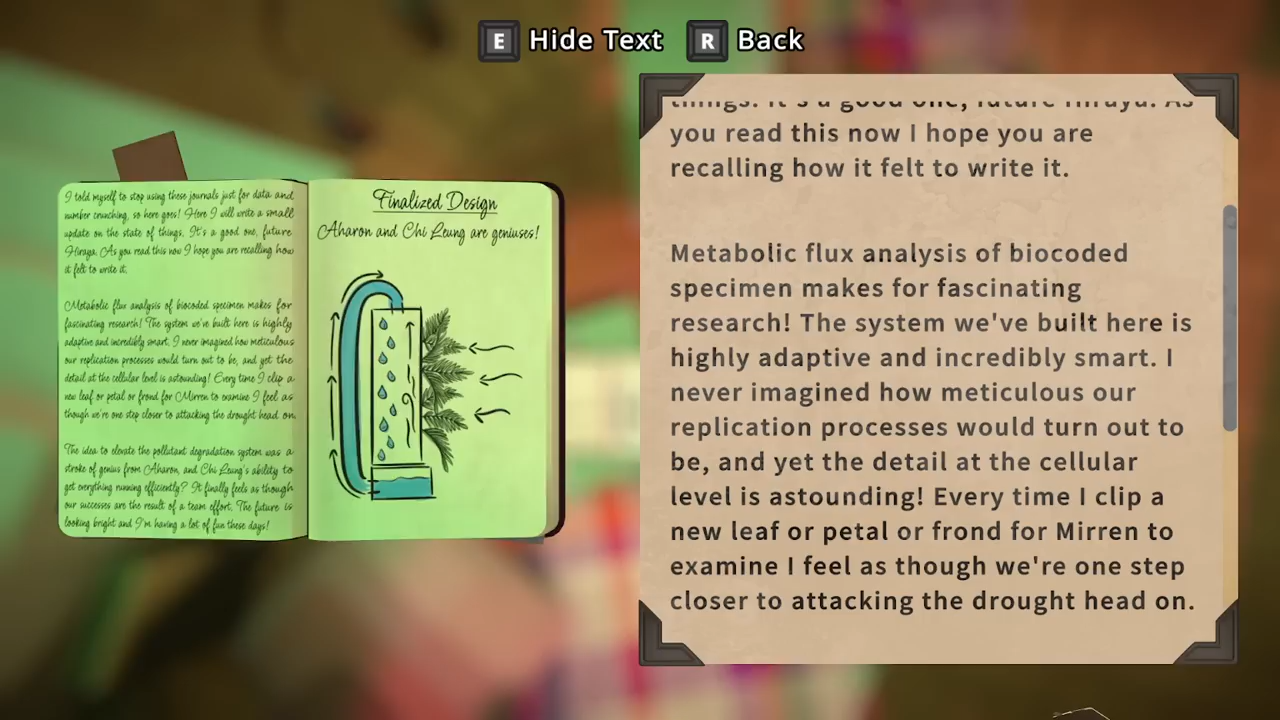 E Hide Text R Back
I told myself to stop using these journals just for data and
number crunching, so here goes! Here I will write a small
update on the state of things. It's a good one, future
Hiraya. As you read this now I hope you are recalling how
it felt to write it.
Metabolic flux analysis of biocoded specimen makes for
fascinating research! The system we've built here is highly
adaptive and incredibly smart. I never imagined how meticulous
our replication processes would turn out to be, and yet the
detail at the cellular level is astounding! Every time I clip a
new leaf or petal or frond for Mirren to examine I feel as
though we're one step closer to attacking the drought head on.
The idea to elevate the pollutant degradation system was a
stroke of genius from Aharon, and Chi Leung's ability to
get everything running efficiently? It finally feels as though
our successes are the result of a team effort. The future is
looking bright and I'm having a lot of fun these days!
Finalized Design
Aharon and Chi Leung are geniuses!
things. It's a good one, future Hiraya. As
you read this now I hope you are
recalling how it felt to write it.
Metabolic flux analysis of biocoded
specimen makes for fascinating
research! The system we've built here is
highly adaptive and incredibly smart. I
never imagined how meticulous our
replication processes would turn out to
be, and yet the detail at the cellular
level is astounding! Every time I clip a
new leaf or petal or frond for Mirren to
examine I feel as though we're one step
closer to attacking the drought head on.